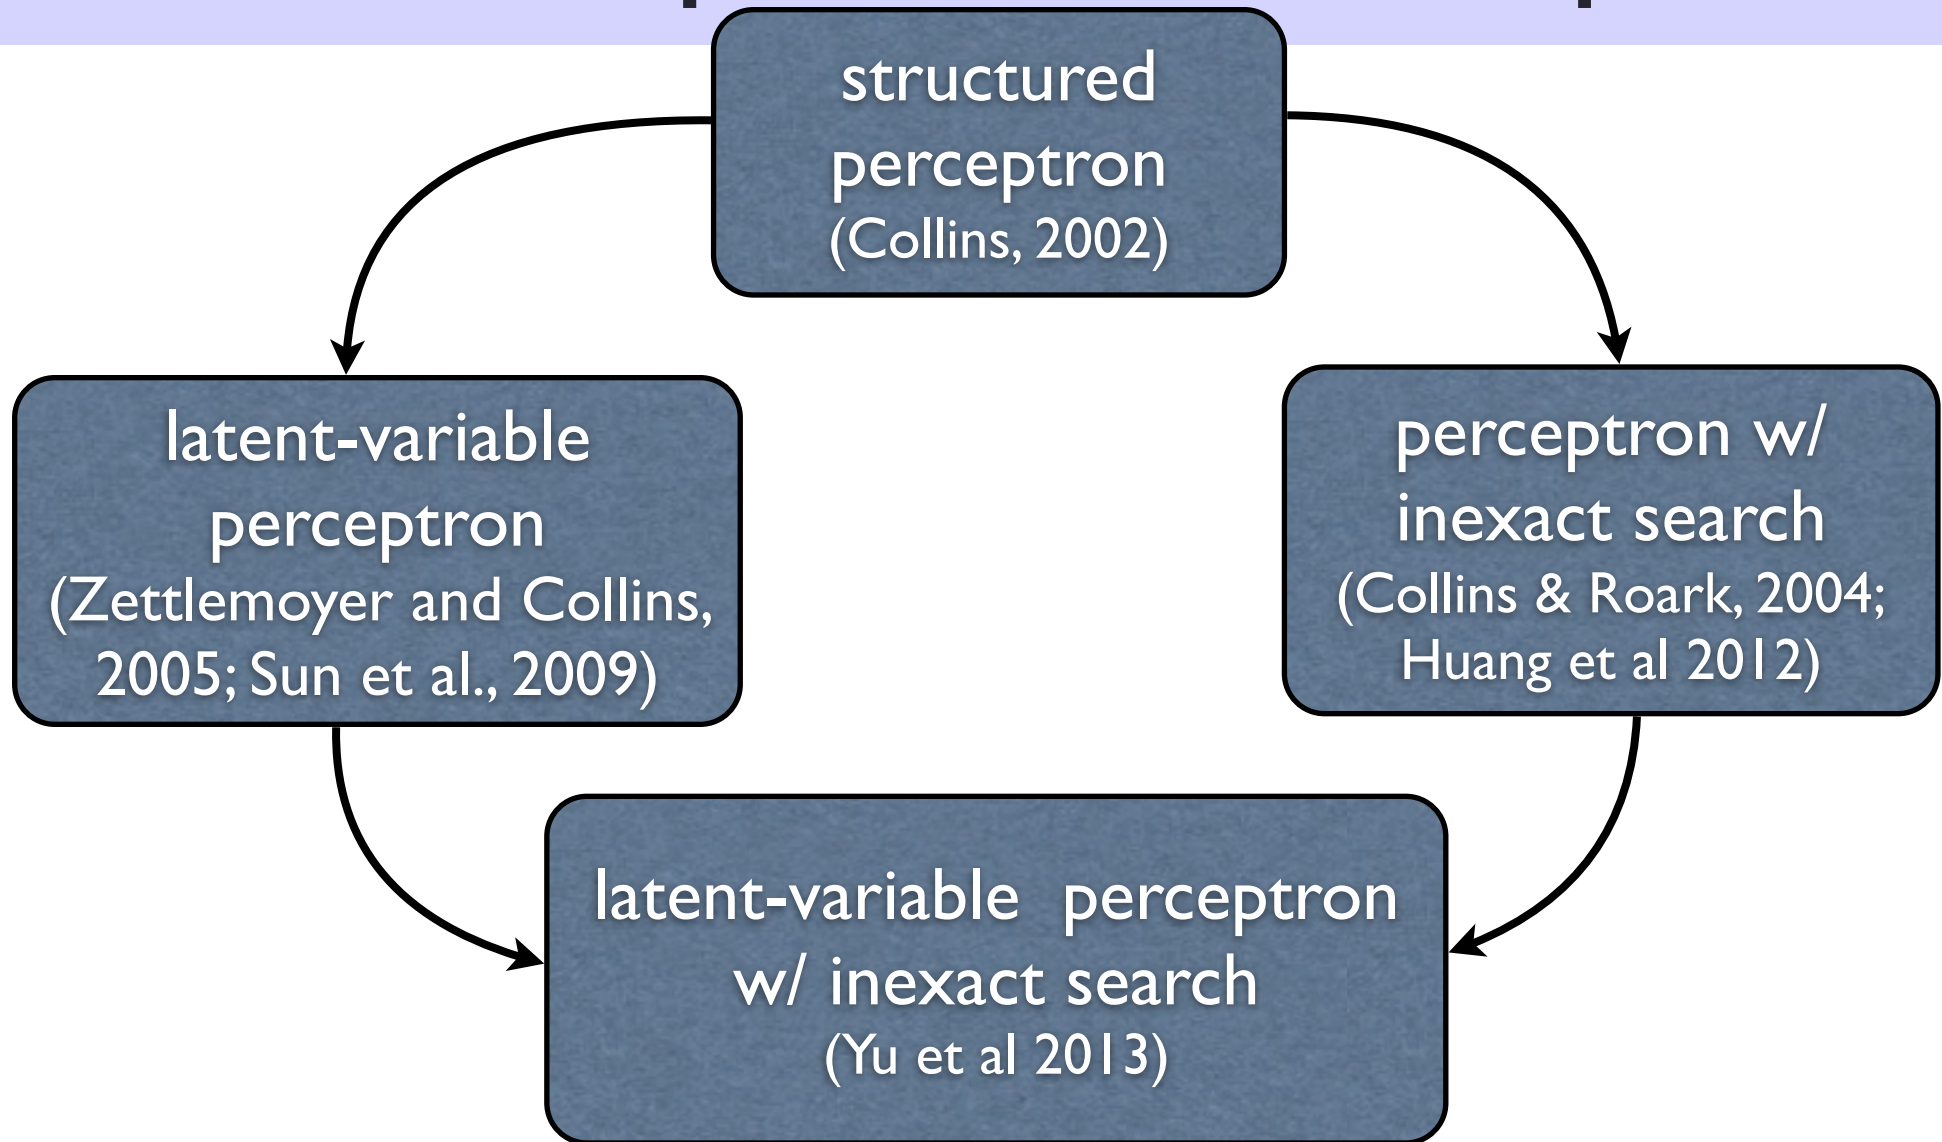 structured
perceptron
(Collins, 2002)
latent-variable
perceptron
(Zettlemoyer and Collins,
2005; Sun et al., 2009)
perceptron w/
inexact search
(Collins & Roark, 2004;
Huang et al 2012)
latent-variable perceptron
w/ inexact search
(Yu et al 2013)